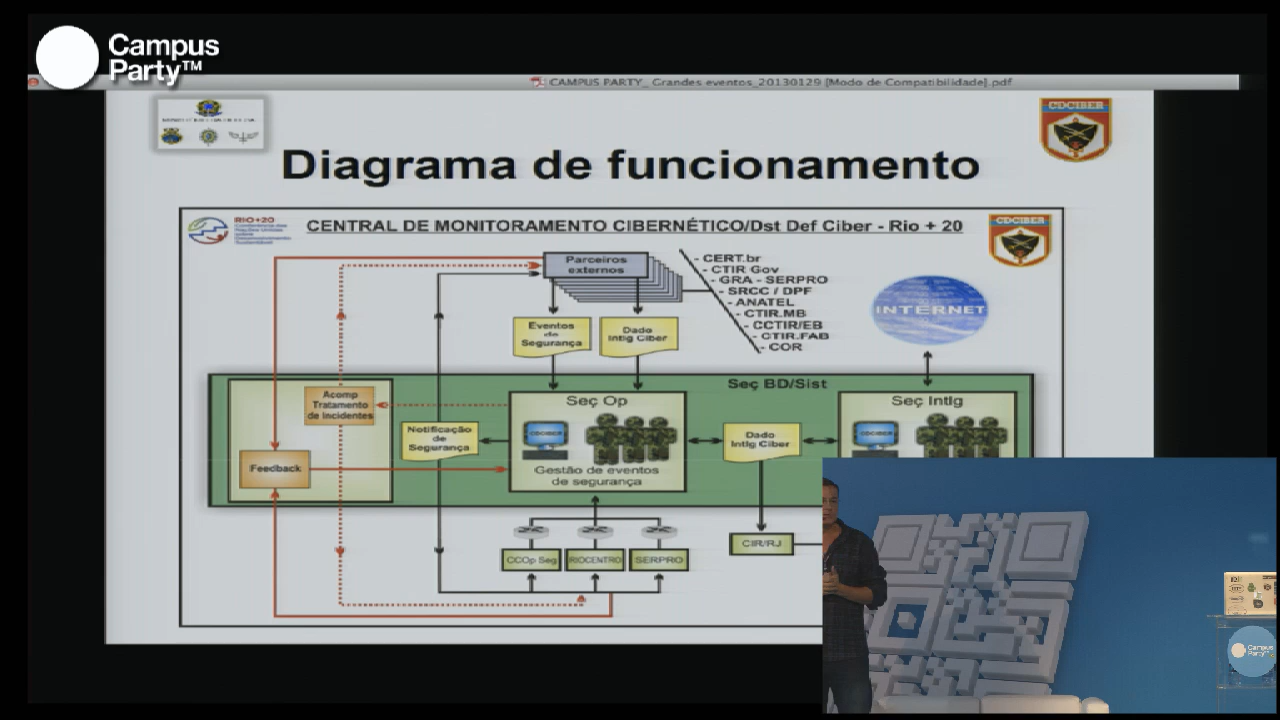 Campus
Party™
CAMPUS PARTY_ Grandes eventos_20130129 [Modo de Compatibilidade].pdf
CDCIBER
Diagrama de funcionamento
RIO+20
CENTRAL DE MONITORAMENTO CIBERNÉTICO/Dst Def Ciber - Rio + 20
CDCIBER
Parceiros
externos
- CERT.br
- CTIR Gov
- GRA - SERPRO
- SRCC / DPF
- ANATEL
- CTIR.MB
- CCTIR/EB
- CTIR.FAB
- COR
INTERNET
Eventos
de
Segurança
Dado
Intlg Ciber
Seç BD/Sist
Acomp
Tratamento
de Incidentes
Seç Op
Seç Intlg
Notificação
de
Segurança
CDCIBER
Dado
Intlg Ciber
CDCIBER
Feedback
Gestão de eventos
de segurança
CIR/RJ
CCOp Seg
RIOCENTRO
SERPRO
Campus
Party